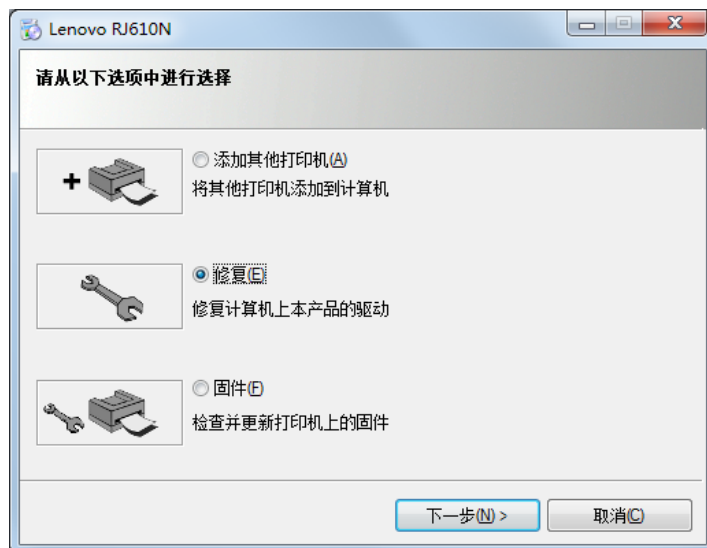 Lenovo RJ610N
请从以下选项中进行选择
添加其他打印机(A)
将其他打印机添加到计算机
修复(E)
修复计算机上本产品的驱动
固件(F)
检查并更新打印机上的固件
下一步(N) >
取消(C)